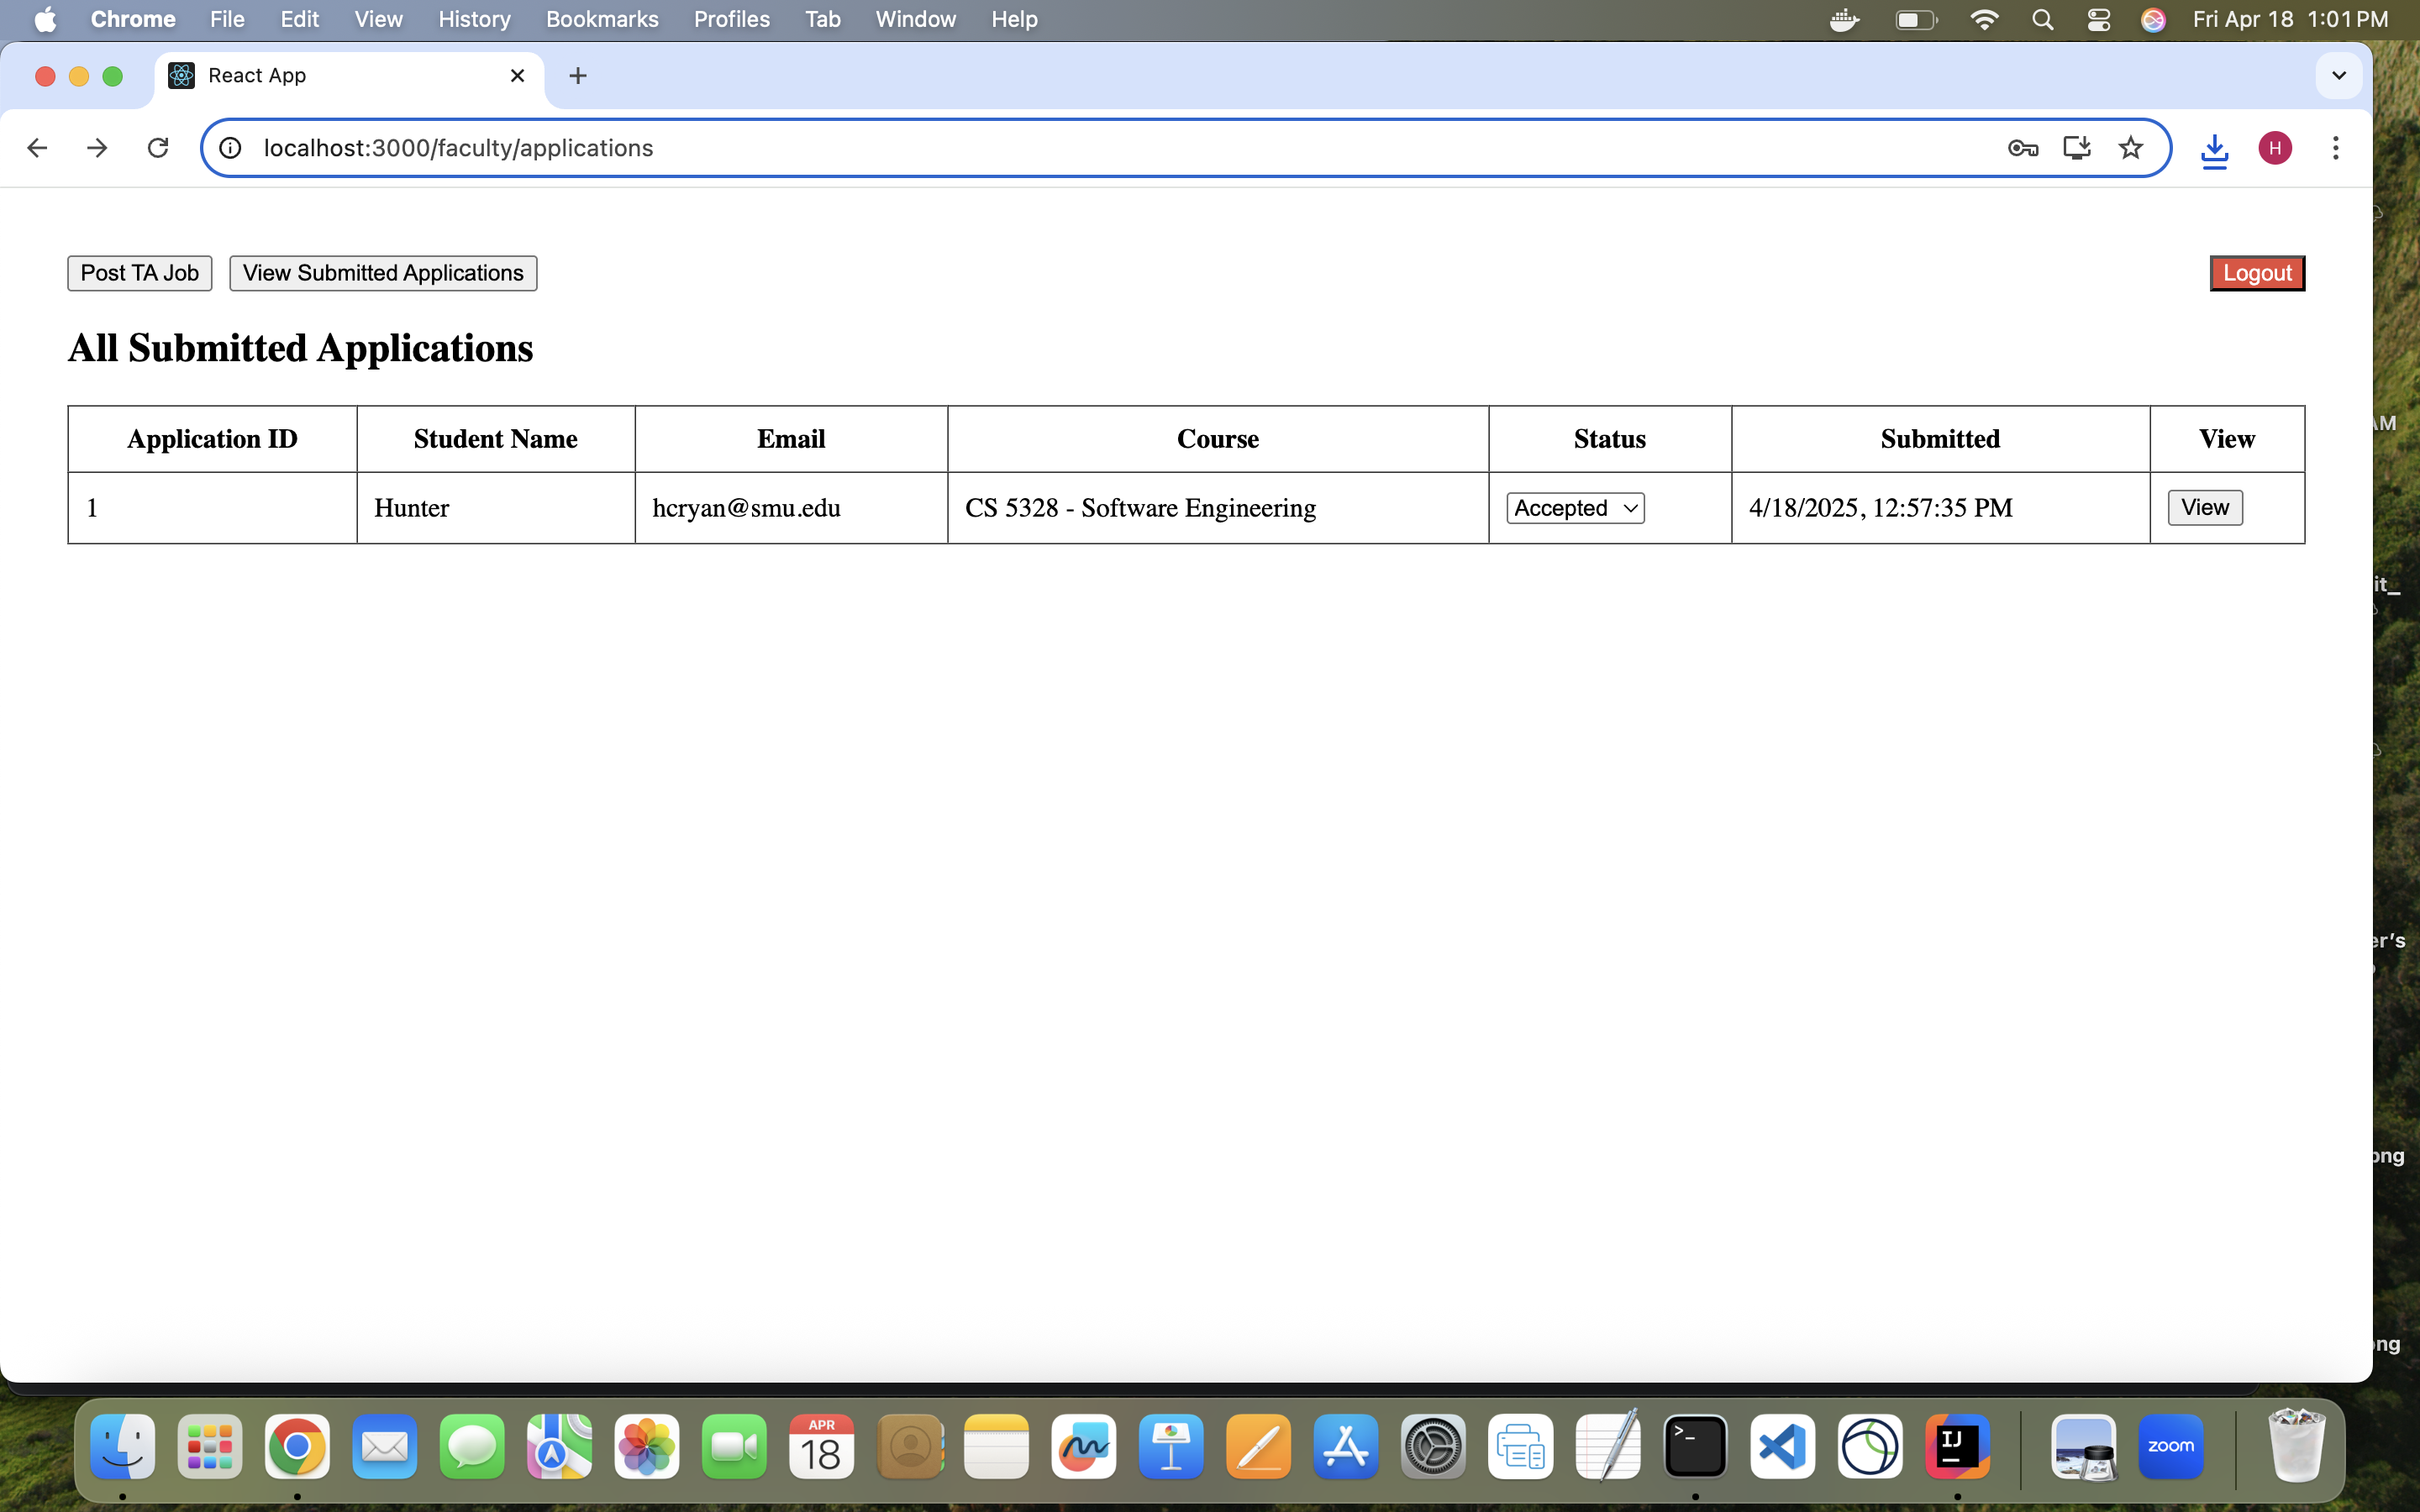 Chrome File Edit View History Bookmarks Profiles Tab Window Help Fri Apr 18 1:01 PM
React App
localhost:3000/faculty/applications H
Post TA Job View Submitted Applications Logout
All Submitted Applications
Application ID Student Name Email Course Status Submitted View
1 Hunter hcryan@smu.edu CS 5328 - Software Engineering Accepted 4/18/2025, 12:57:35 PM View
AM
it_
er's
png
ng
APR
18
>_
IJ
zoom